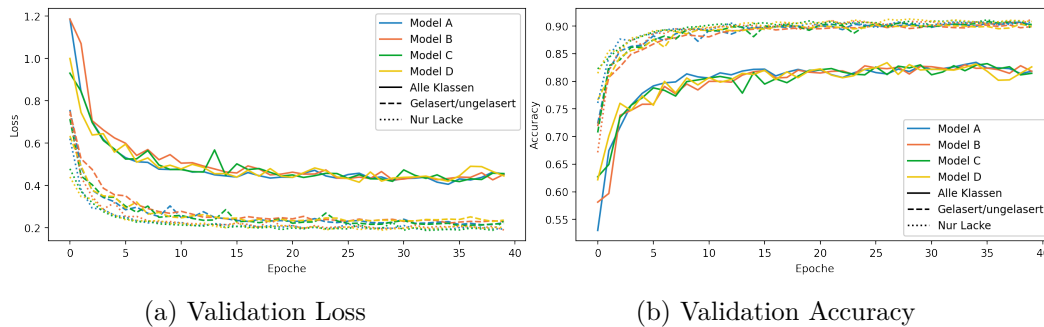 1.2
1.0
0.8
0.6
0.4
0.2
Loss
0 5 10 15 20 25 30 35 40
Epoche
Model A
Model B
Model C
Model D
Alle Klassen
Gelasert/ungelasert
Nur Lacke
(a) Validation Loss
0.90
0.85
0.80
0.75
0.70
0.65
0.60
0.55
Accuracy
0 5 10 15 20 25 30 35 40
Epoche
Model A
Model B
Model C
Model D
Alle Klassen
Gelasert/ungelasert
Nur Lacke
(b) Validation Accuracy